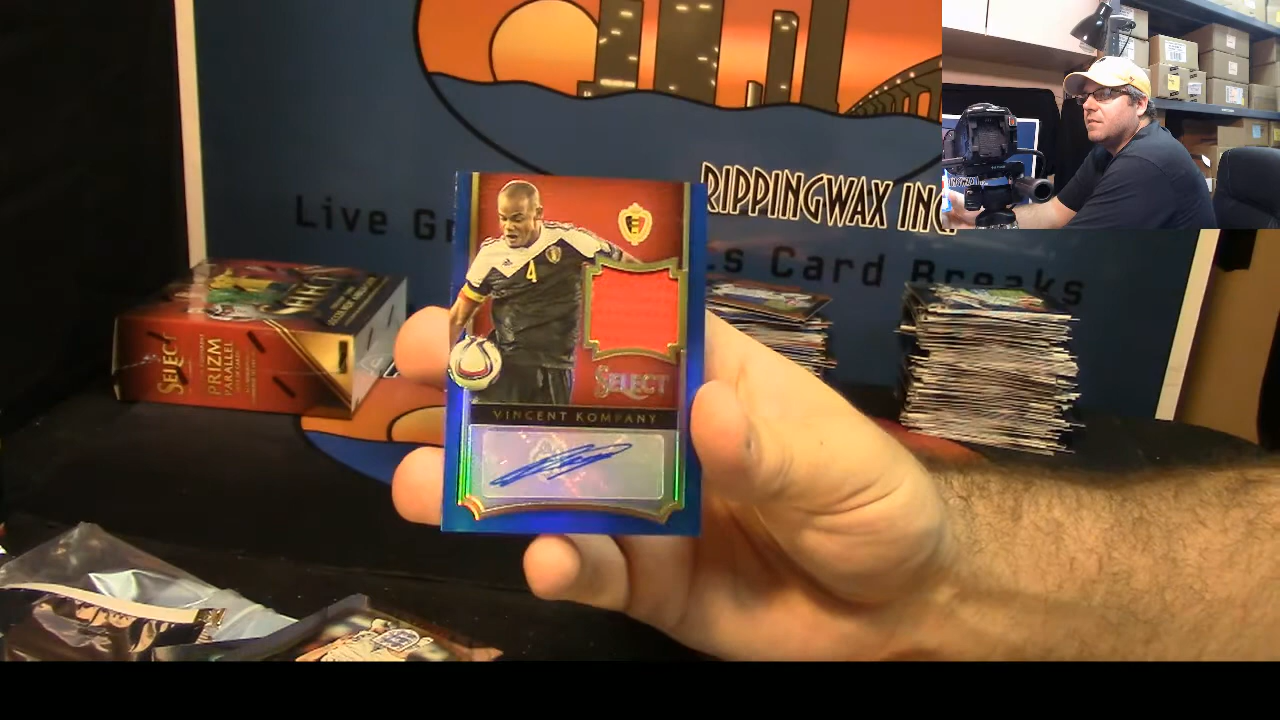 RIPPINGWAX INC
Live Gr
s Card Breaks
SELECT
PRIZM
PARALLEL
4
SELECT
VINCENT KOMPANY